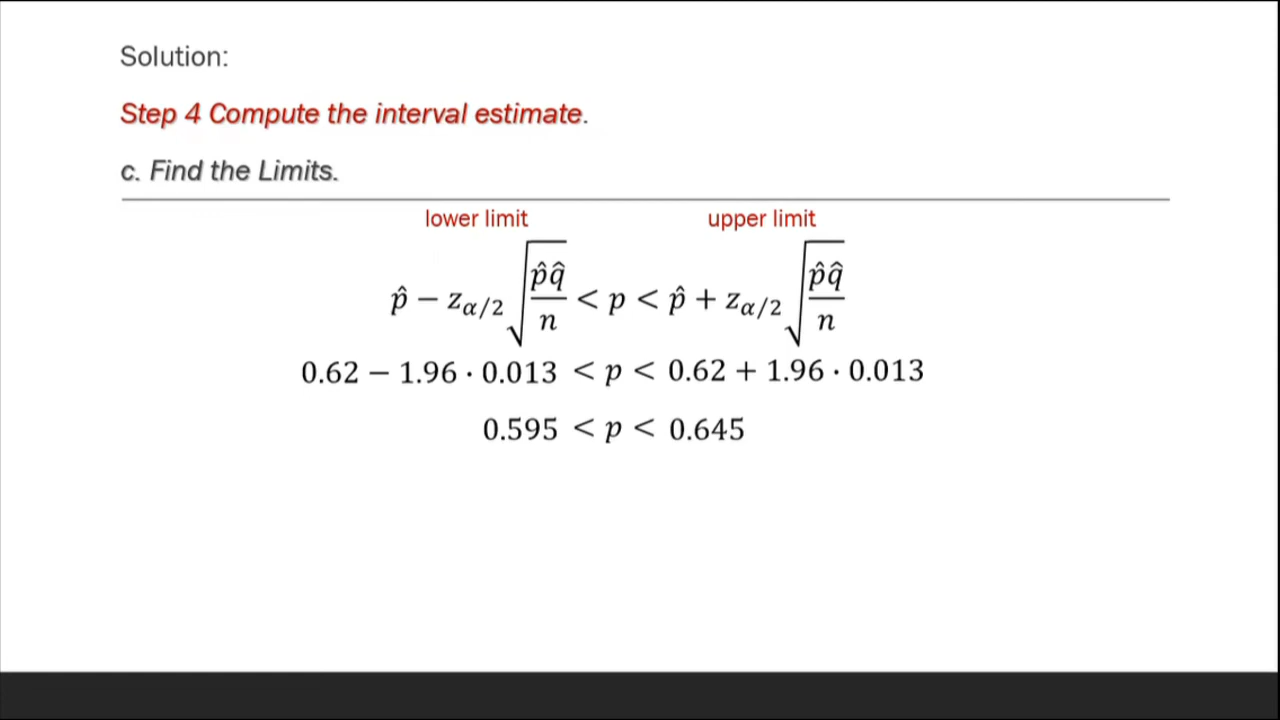 Solution:
Step 4 Compute the interval estimate.
c. Find the Limits.
lower limit upper limit
p̂ − z_{α/2} √(p̂q̂/n) < p < p̂ + z_{α/2} √(p̂q̂/n)
0.62 − 1.96 · 0.013 < p < 0.62 + 1.96 · 0.013
0.595 < p < 0.645